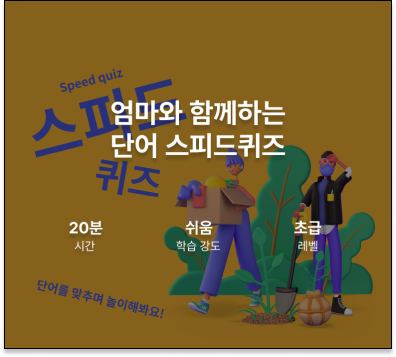 Speed quiz
스피드
퀴즈
엄마와 함께하는
단어 스피드퀴즈
20분
시간
쉬움
학습 강도
초급
레벨
단어를 맞추며 놀이해봐요!